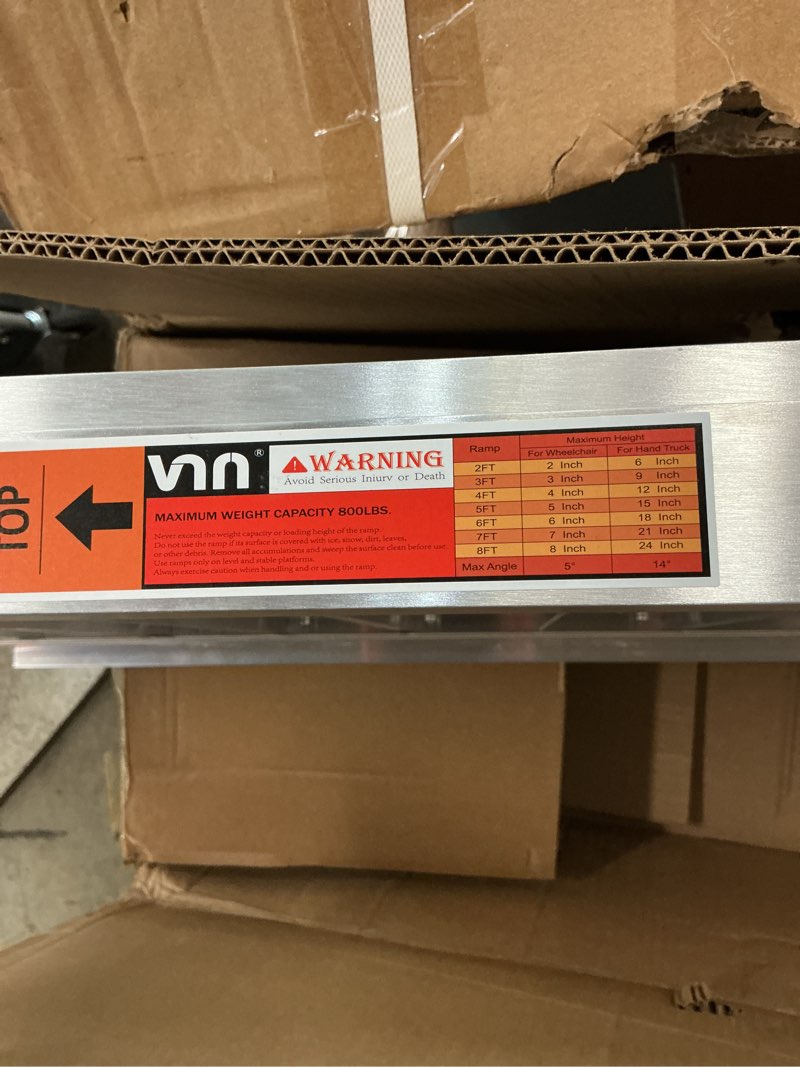 TOP
VNN®
WARNING
Avoid Serious Iniurv or Death
MAXIMUM WEIGHT CAPACITY 800LBS.
Never exceed the weight capacity or loading height of the ramp.
Do not use the ramp if its surface is covered with ice, snow, dirt, leaves,
or other debris. Remove all accumulations and sweep the surface clean before use.
Use ramps only on level and stable platforms.
Always exercise caution when handling and or using the ramp.
Ramp Maximum Height
For Wheelchair For Hand Truck
2FT 2 Inch 6 Inch
3FT 3 Inch 9 Inch
4FT 4 Inch 12 Inch
5FT 5 Inch 15 Inch
6FT 6 Inch 18 Inch
7FT 7 Inch 21 Inch
8FT 8 Inch 24 Inch
Max Angle 5° 14°